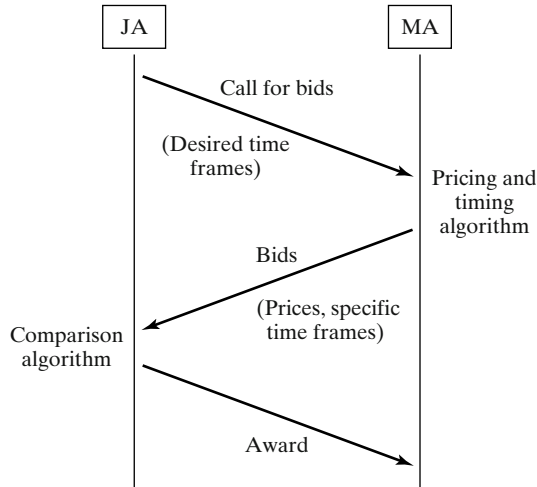 JA
MA
Call for bids
(Desired time
frames)
Pricing and
timing
algorithm
Bids
(Prices, specific
time frames)
Comparison
algorithm
Award